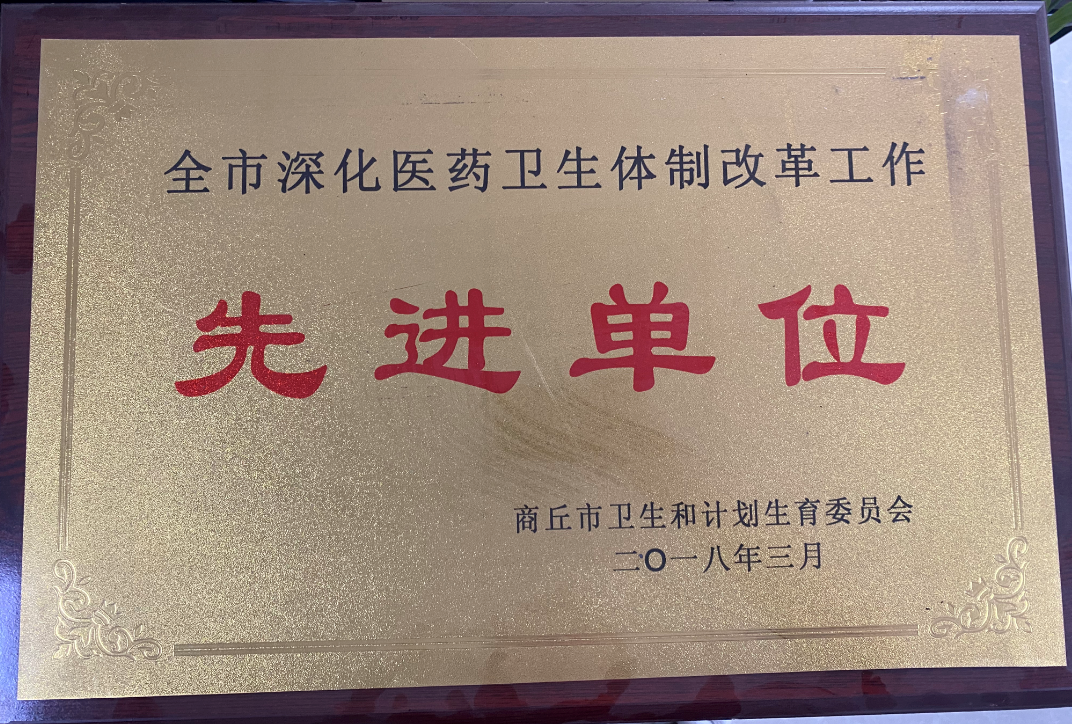 全市深化医药卫生体制改革工作
先进单位
商丘市卫生和计划生育委员会
二〇一八年三月